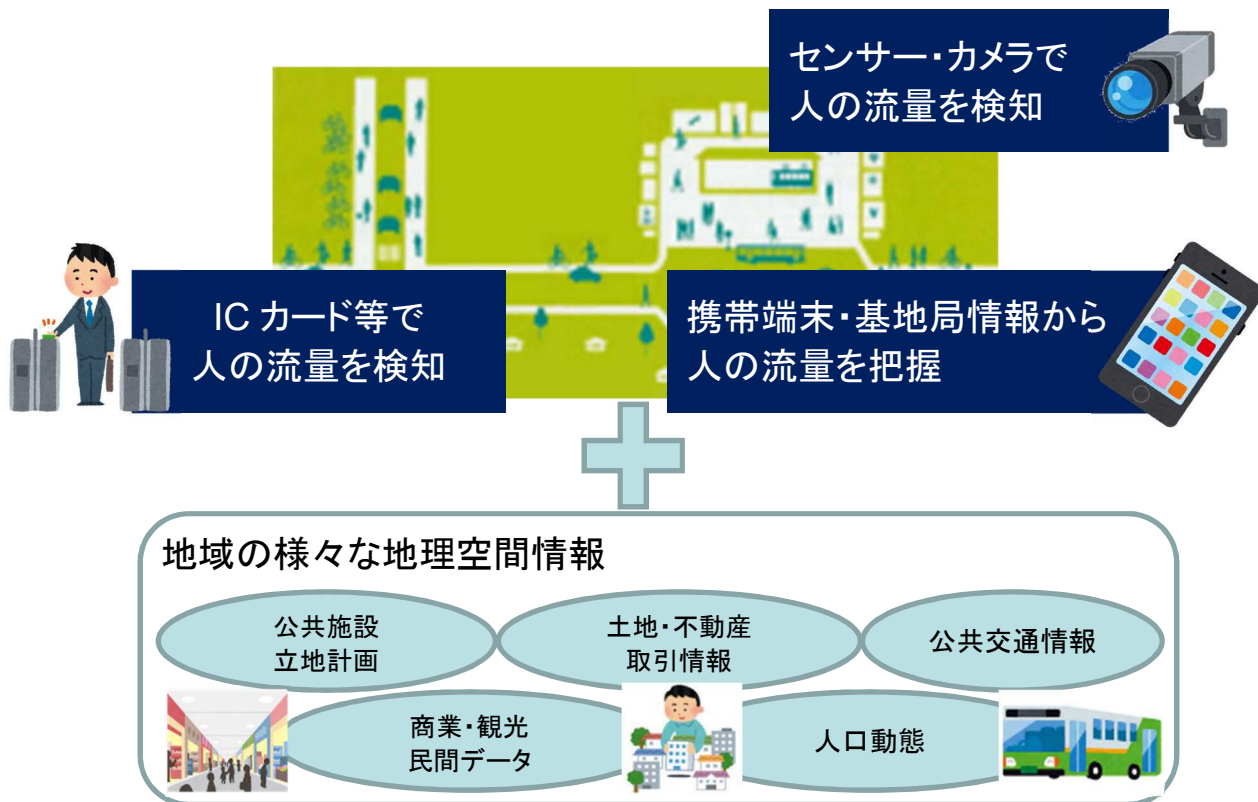 センサー・カメラで
人の流量を検知
IC カード等で
人の流量を検知
携帯端末・基地局情報から
人の流量を把握
地域の様々な地理空間情報
公共施設
立地計画
土地・不動産
取引情報
公共交通情報
商業・観光
民間データ
人口動態